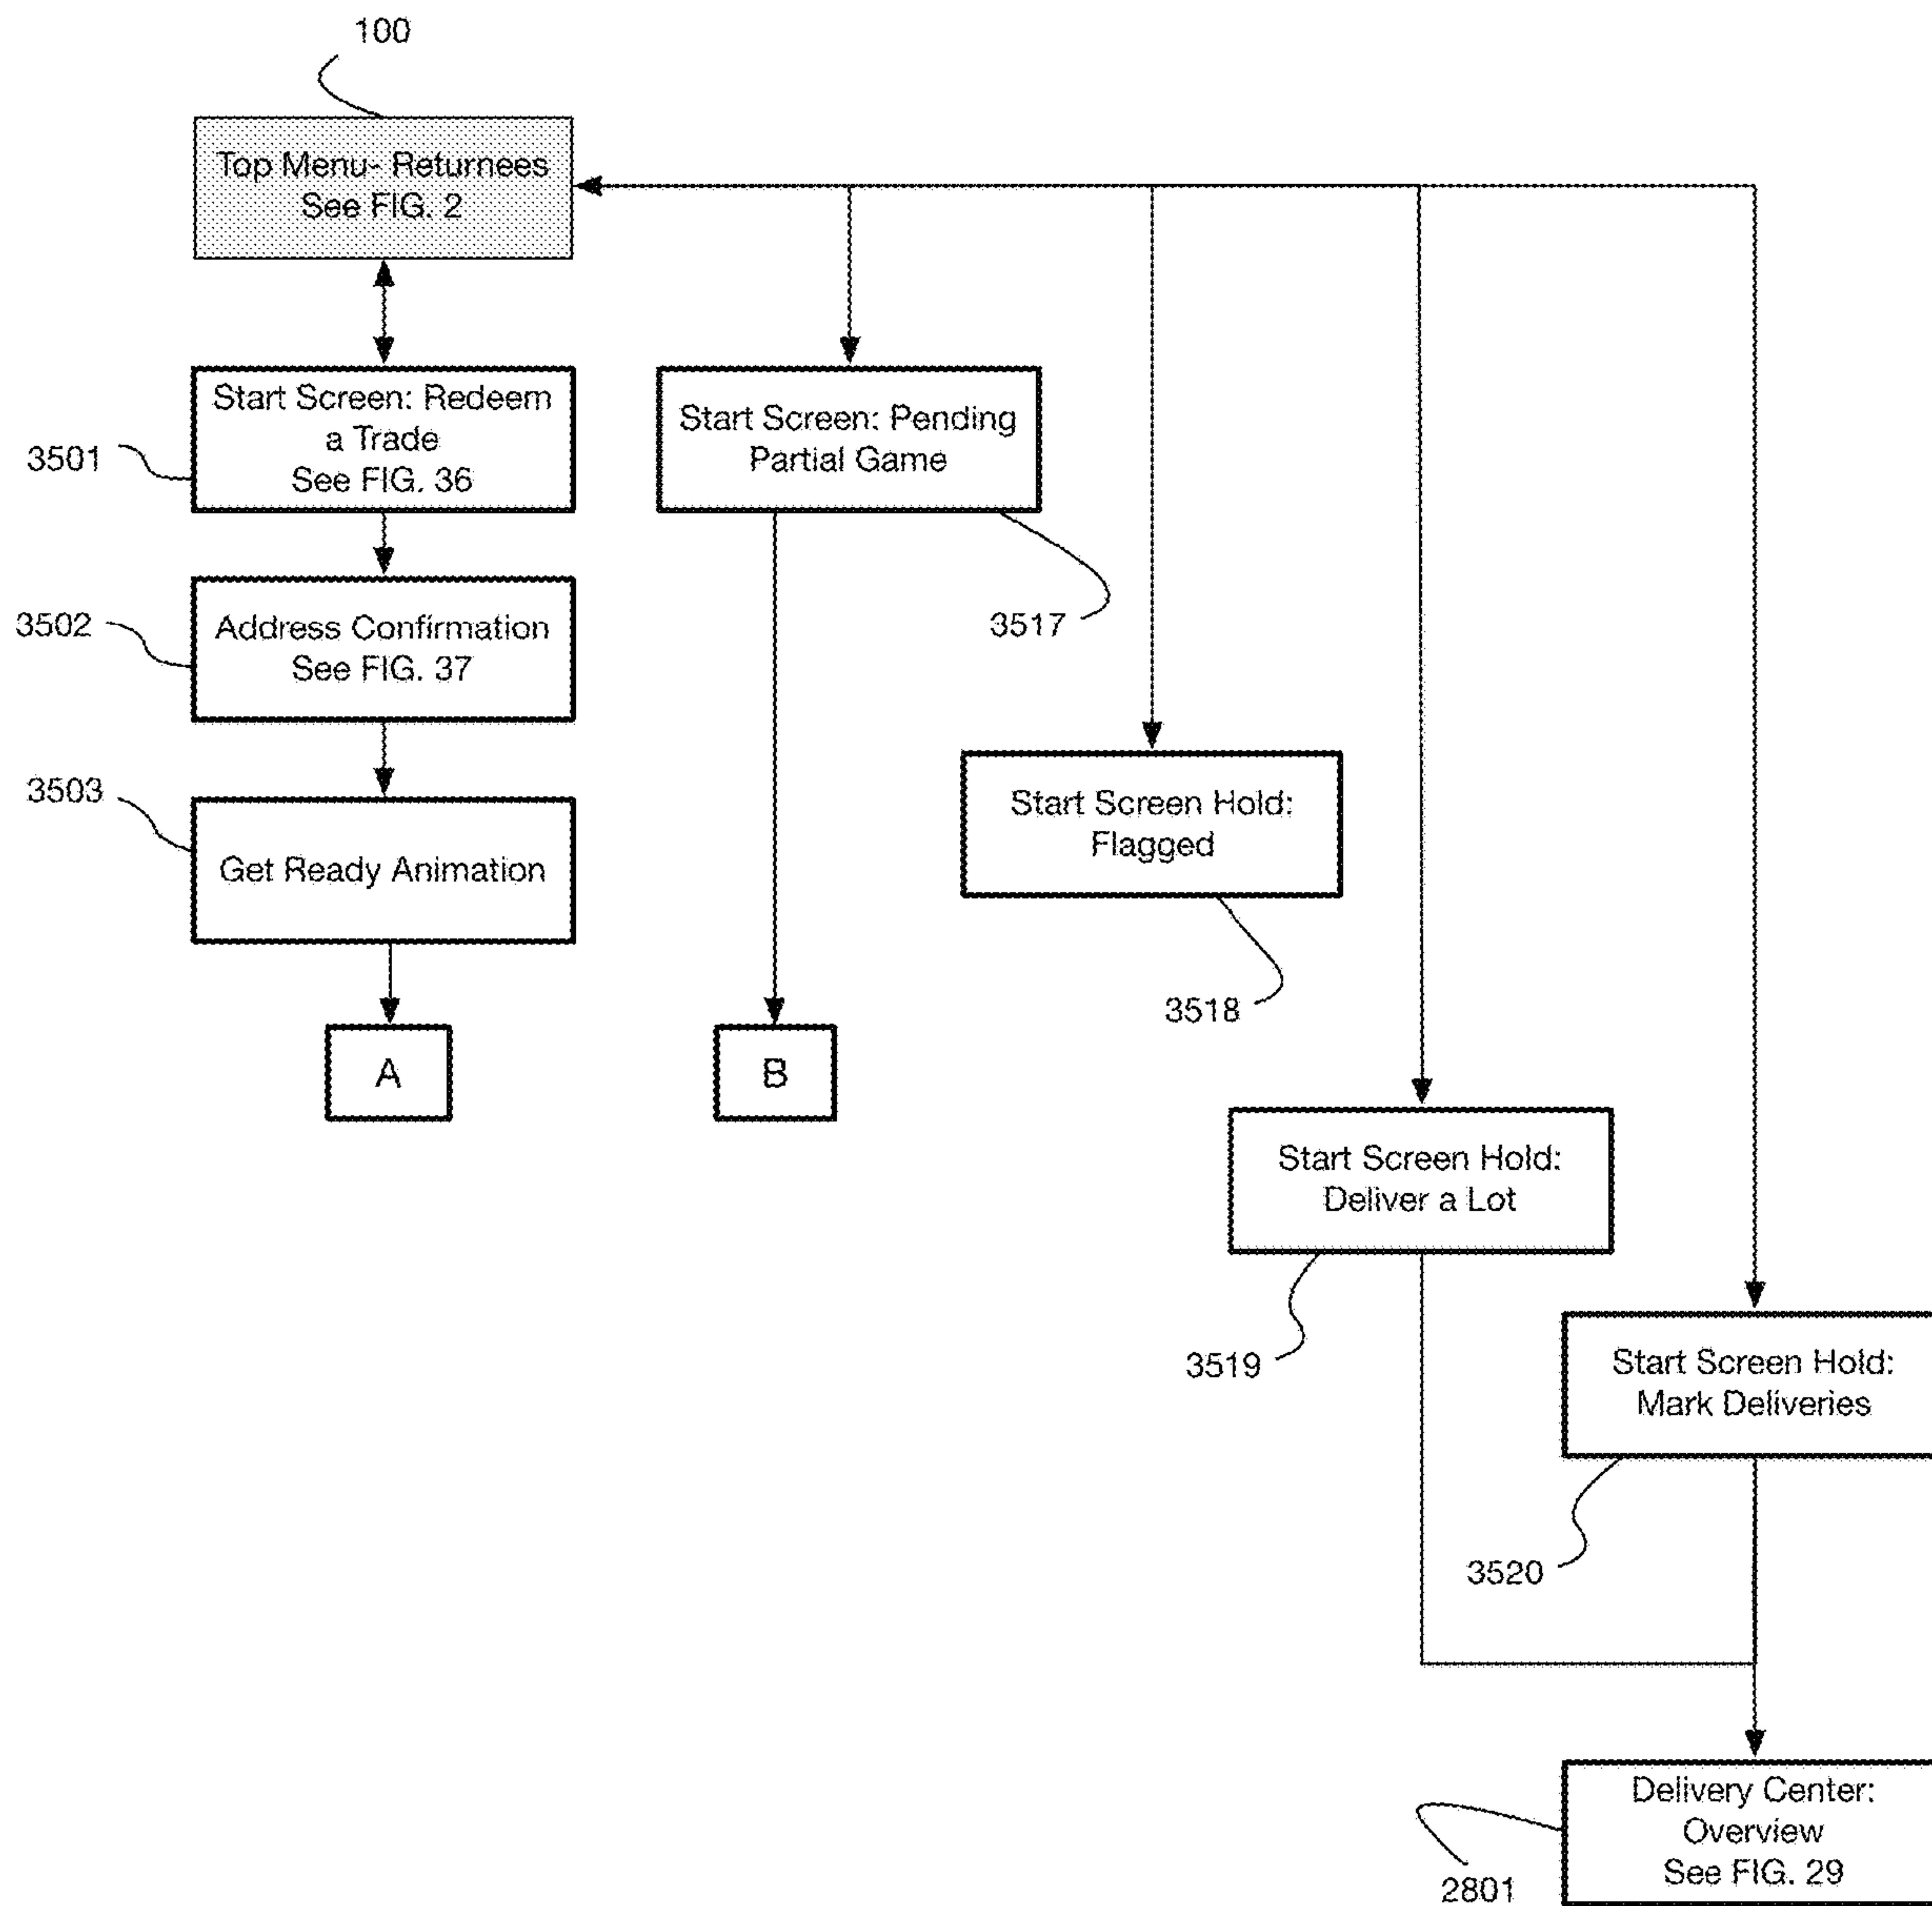 100
Top Menu- Returnees
See FIG. 2
Start Screen: Redeem
a Trade
See FIG. 36
3501
Start Screen: Pending
Partial Game
3517
Address Confirmation
See FIG. 37
3502
Start Screen Hold:
Flagged
3518
3503
Get Ready Animation
A
B
Start Screen Hold:
Deliver a Lot
3519
Start Screen Hold:
Mark Deliveries
3520
Delivery Center:
Overview
See FIG. 29
2801